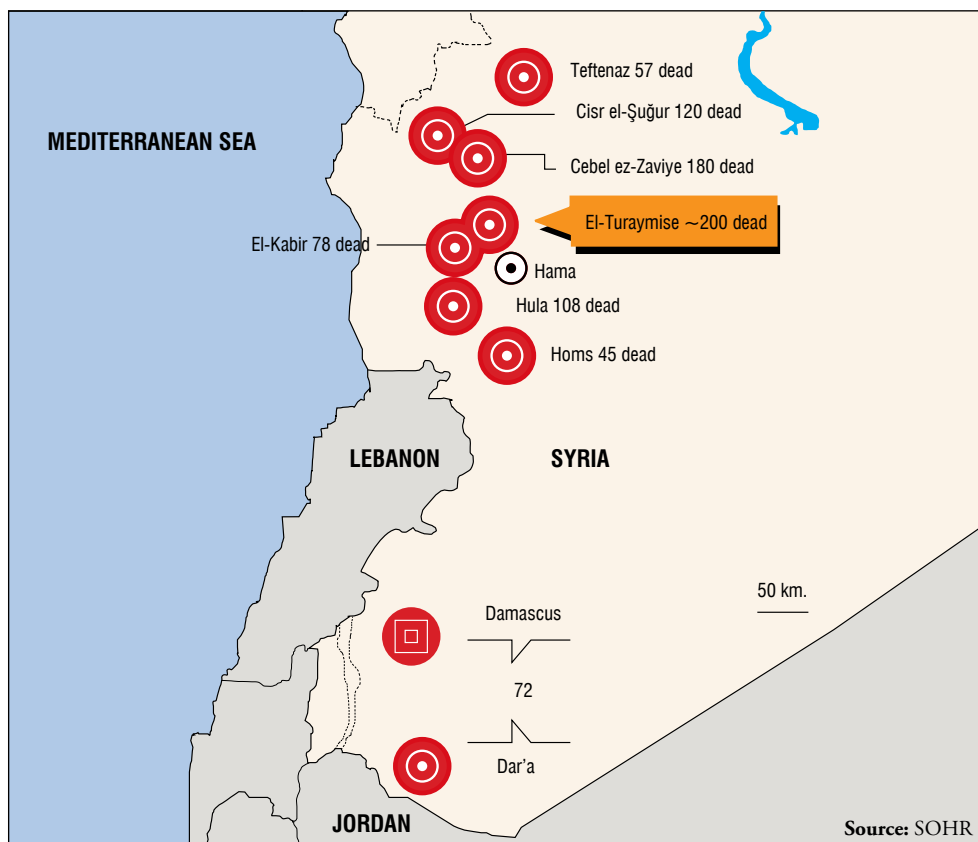 Teftenaz 57 dead
Cisr el-Şuğur 120 dead
MEDITERRANEAN SEA
Cebel ez-Zaviye 180 dead
El-Turaymise ~200 dead
El-Kabir 78 dead
Hama
Hula 108 dead
Homs 45 dead
LEBANON
SYRIA
50 km.
Damascus
72
Dar'a
JORDAN
Source: SOHR